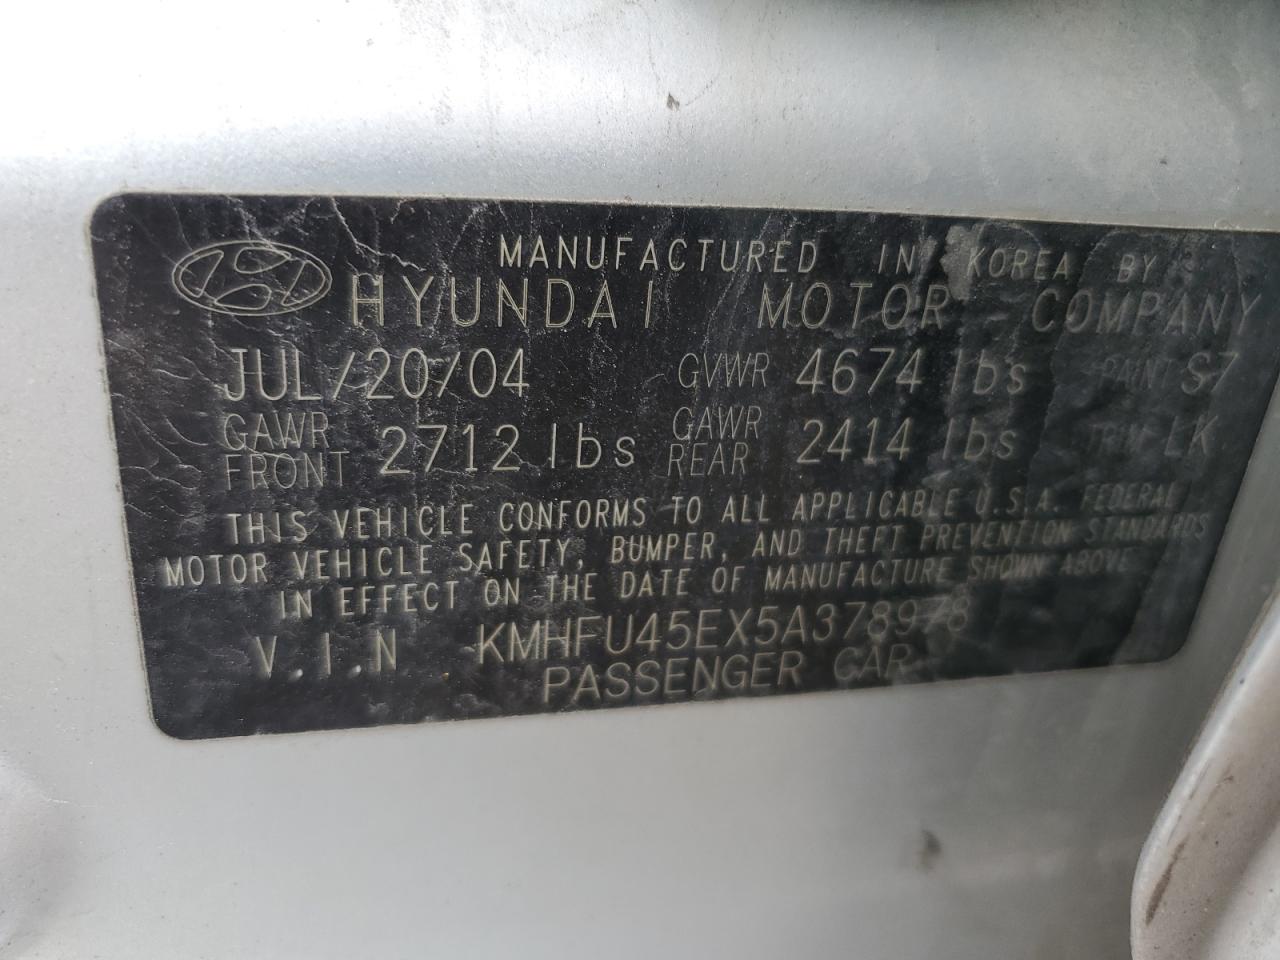 MANUFACTURED IN KOREA BY
HYUNDAI MOTOR COMPANY
JUL/20/04 GVWR 4674 lbs PAINT S7
GAWR FRONT 2712 lbs GAWR REAR 2414 lbs TRIM LK
THIS VEHICLE CONFORMS TO ALL APPLICABLE U.S.A. FEDERAL
MOTOR VEHICLE SAFETY, BUMPER, AND THEFT PREVENTION STANDARDS
IN EFFECT ON THE DATE OF MANUFACTURE SHOWN ABOVE
V.I.N KMHFU45EX5A378978
PASSENGER CAR